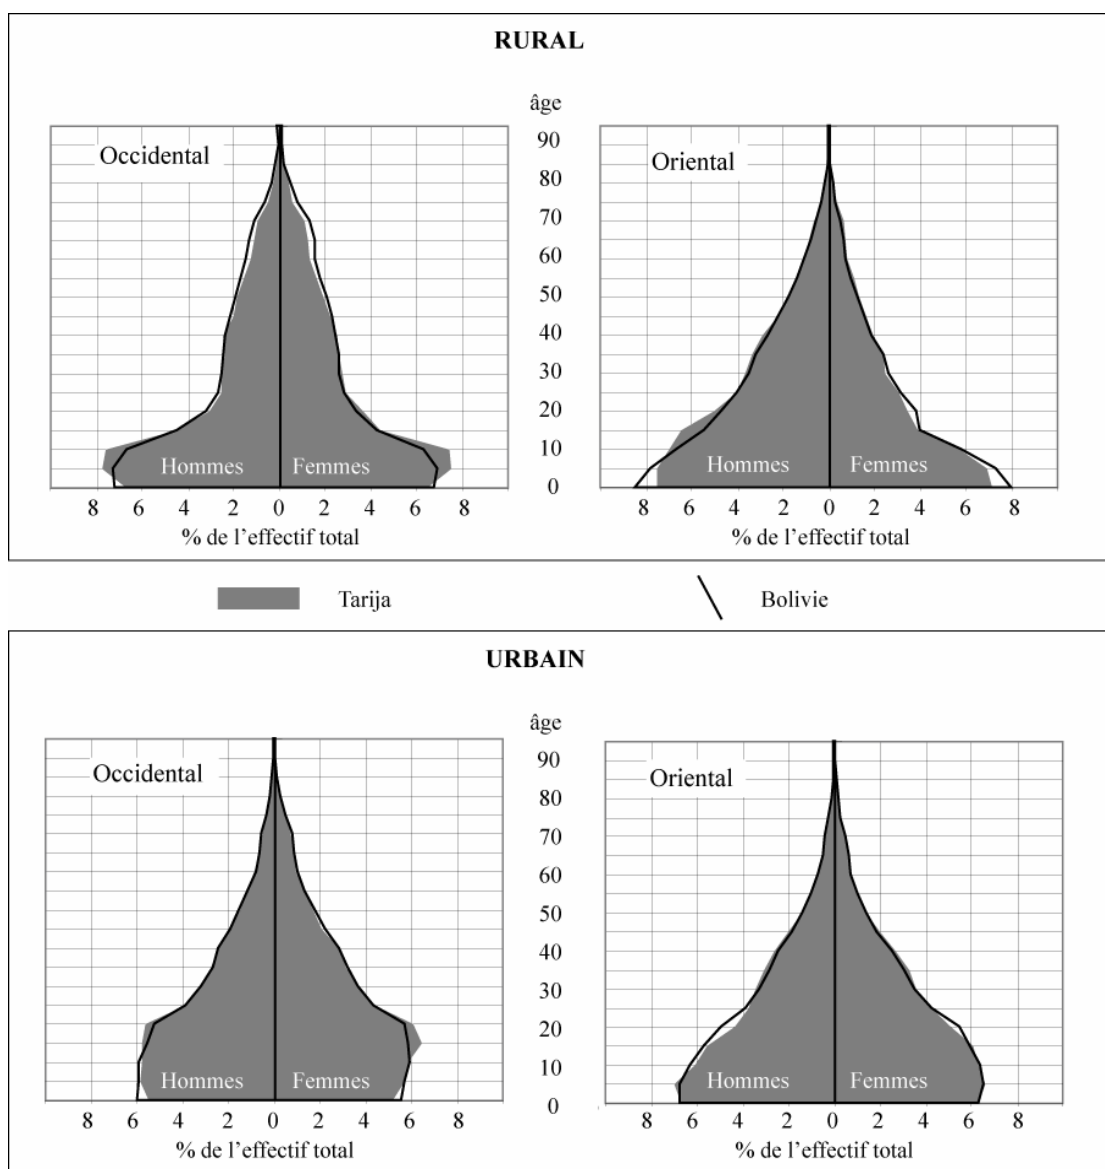 RURAL
âge
Occidental
Oriental
90
80
70
60
50
40
30
20
10
0
Hommes
Femmes
Hommes
Femmes
8 6 4 2 0 2 4 6 8
8 6 4 2 0 2 4 6 8
% de l'effectif total
% de l'effectif total
Tarija
Bolivie
URBAIN
âge
Occidental
Oriental
90
80
70
60
50
40
30
20
10
0
Hommes
Femmes
Hommes
Femmes
8 6 4 2 0 2 4 6 8
8 6 4 2 0 2 4 6 8
% de l'effectif total
% de l'effectif total